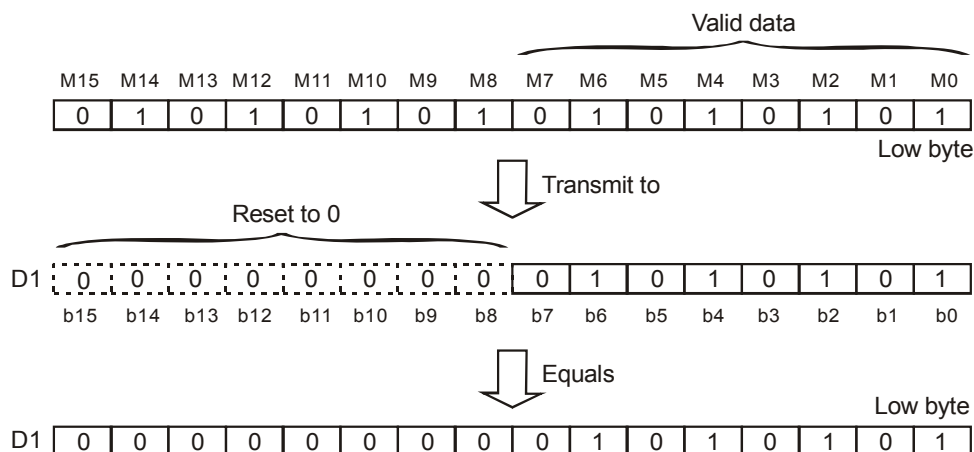 Valid data
M15 M14 M13 M12 M11 M10 M9 M8 M7 M6 M5 M4 M3 M2 M1 M0
0 1 0 1 0 1 0 1 0 1 0 1 0 1 0 1
Low byte
Transmit to
Reset to 0
D1 0 0 0 0 0 0 0 0 0 1 0 1 0 1 0 1
b15 b14 b13 b12 b11 b10 b9 b8 b7 b6 b5 b4 b3 b2 b1 b0
Equals
Low byte
D1 0 0 0 0 0 0 0 0 0 1 0 1 0 1 0 1